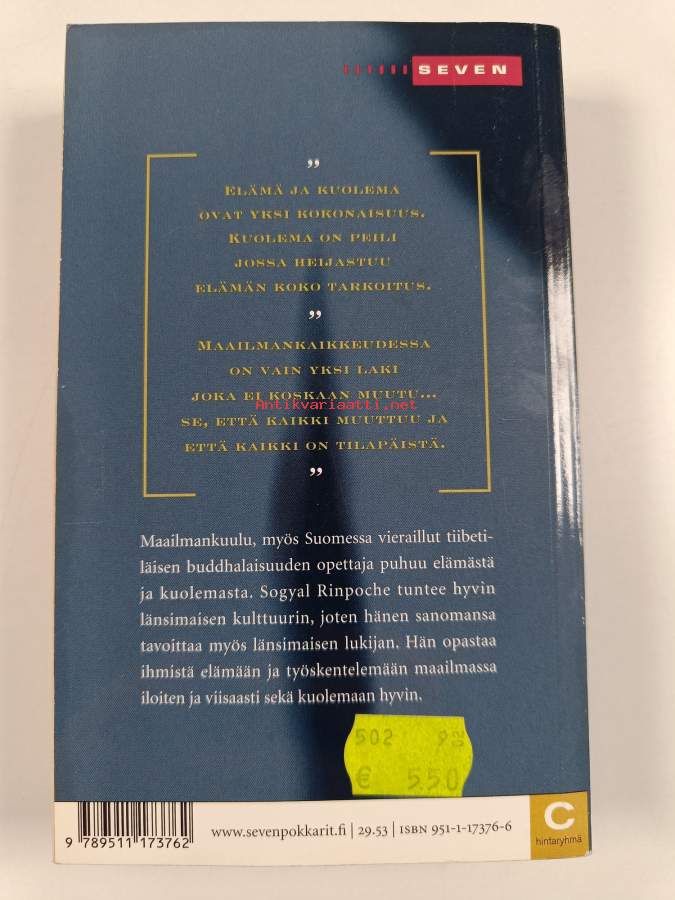 SEVEN
”
ELÄMÄ JA KUOLEMA
OVAT YKSI KOKONAISUUS.
KUOLEMA ON PEILI
JOSSA HEIJASTUU
ELÄMÄN KOKO TARKOITUS.
”
MAAILMANKAIKKEUDESSA
ON VAIN YKSI LAKI
JOKA EI KOSKAAN MUUTU...
Antikvariaatti.net
SE, ETTÄ KAIKKI MUUTTUU JA
ETTÄ KAIKKI ON TILAPÄISTÄ.
”
Maailmankuulu, myös Suomessa vieraillut tiibeti-
läisen buddhalaisuuden opettaja puhuu elämästä
ja kuolemasta. Sogyal Rinpoche tuntee hyvin
länsimaisen kulttuurin, joten hänen sanomansa
tavoittaa myös länsimaisen lukijan. Hän opastaa
ihmistä elämään ja työskentelemään maailmassa
iloiten ja viisaasti sekä kuolemaan hyvin.
502
€ 5.50
www.sevenpokkarit.fi | 29.53 | ISBN 951-1-17376-6
9 789511 173762
C
hintaryhmä